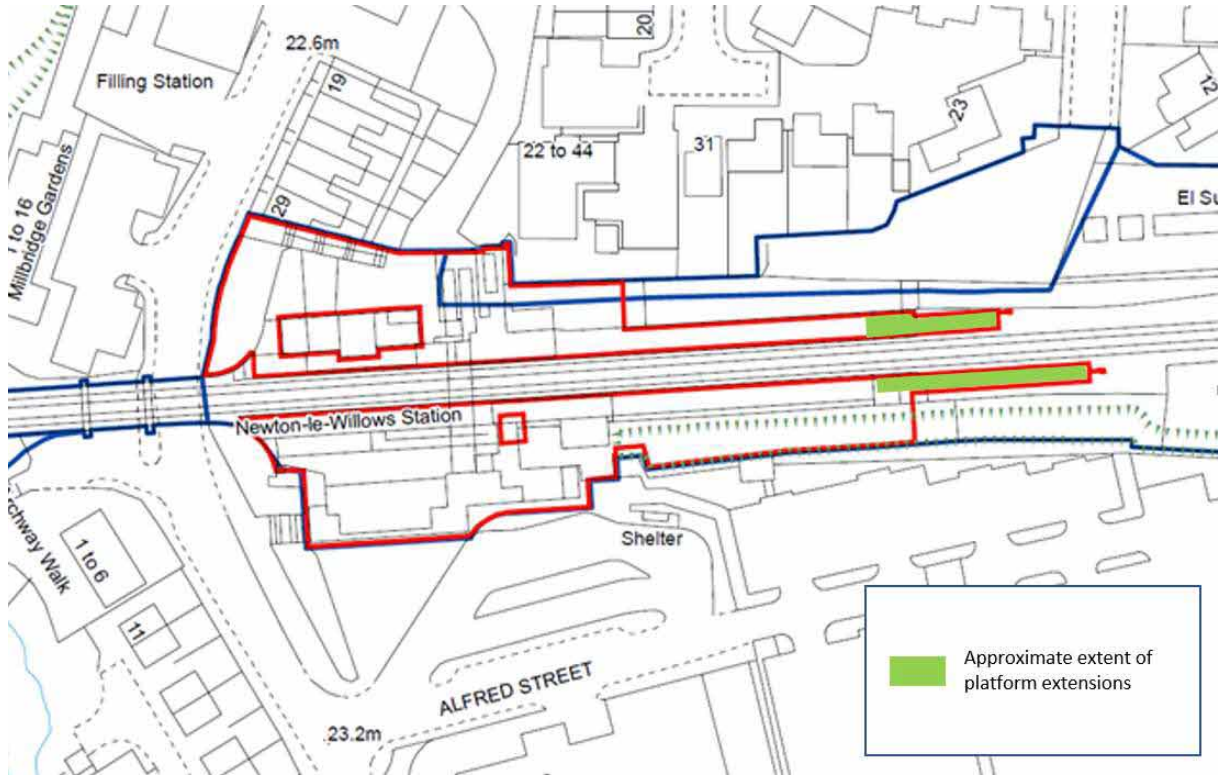 22.6m
20
Filling Station
19
12
23
22 to 44
31
to 16
Millbridge Gardens
29
El Su
Newton-le-Willows Station
Shelter
chway Walk
1 to 6
11
ALFRED STREET
23.2m
Approximate extent of
platform extensions